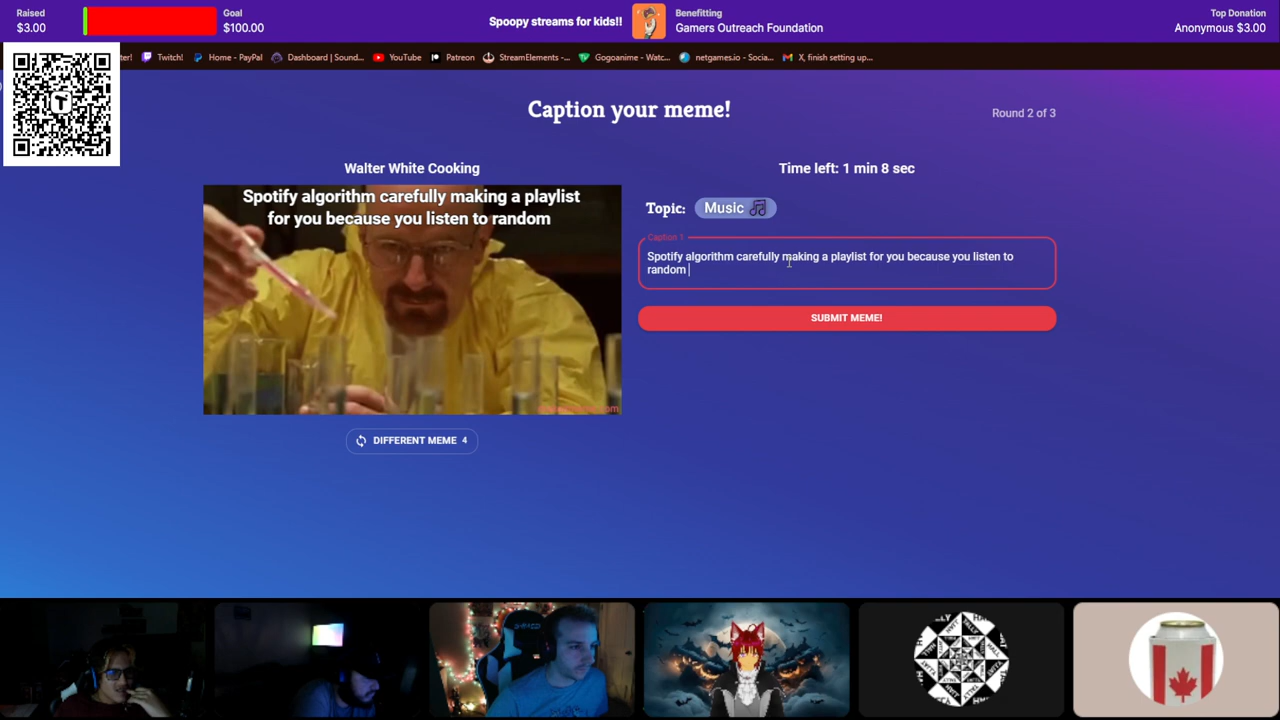 Raised
$3.00
Goal
$100.00
Spoopy streams for kids!!
Benefitting
Gamers Outreach Foundation
Top Donation
Anonymous $3.00
Twitch!
Home - PayPal
Dashboard | Sound...
YouTube
Patreon
StreamElements -...
Gogoanime - Watc...
netgames.io - Socia...
X, finish setting up...
Caption your meme!
Round 2 of 3
Walter White Cooking
Spotify algorithm carefully making a playlist
for you because you listen to random
DIFFERENT MEME 4
Time left: 1 min 8 sec
Topic: Music
Caption 1
Spotify algorithm carefully making a playlist for you because you listen to
random
SUBMIT MEME!